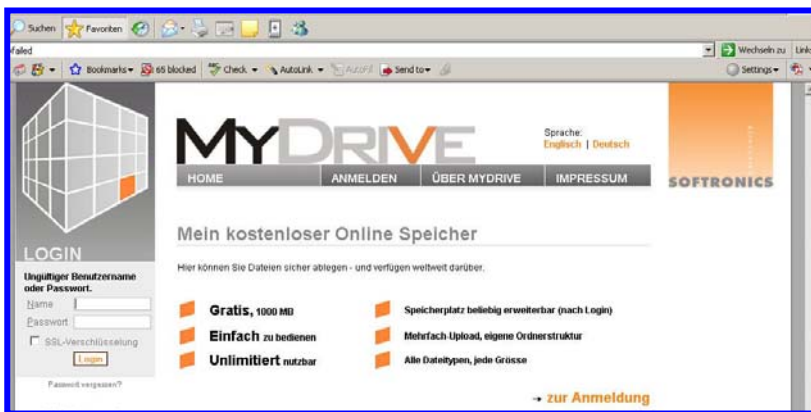 Suchen Favoriten
Failed Wechseln zu Links
Bookmarks 65 blocked Check AutoLink AutoFill Send to Settings
MYDRIVE
Sprache:
Englisch | Deutsch
SOFTRONICS
HOME ANMELDEN ÜBER MYDRIVE IMPRESSUM
LOGIN
Ungültiger Benutzername
oder Passwort.
Name
Passwort
SSL-Verschlüsselung
Login
Passwort vergessen?
Mein kostenloser Online Speicher
Hier können Sie Dateien sicher ablegen - und verfügen weltweit darüber.
Gratis, 1000 MB
Einfach zu bedienen
Unlimitiert nutzbar
Speicherplatz beliebig erweiterbar (nach Login)
Mehrfach-Upload, eigene Ordnerstruktur
Alle Dateitypen, jede Grösse
→ zur Anmeldung